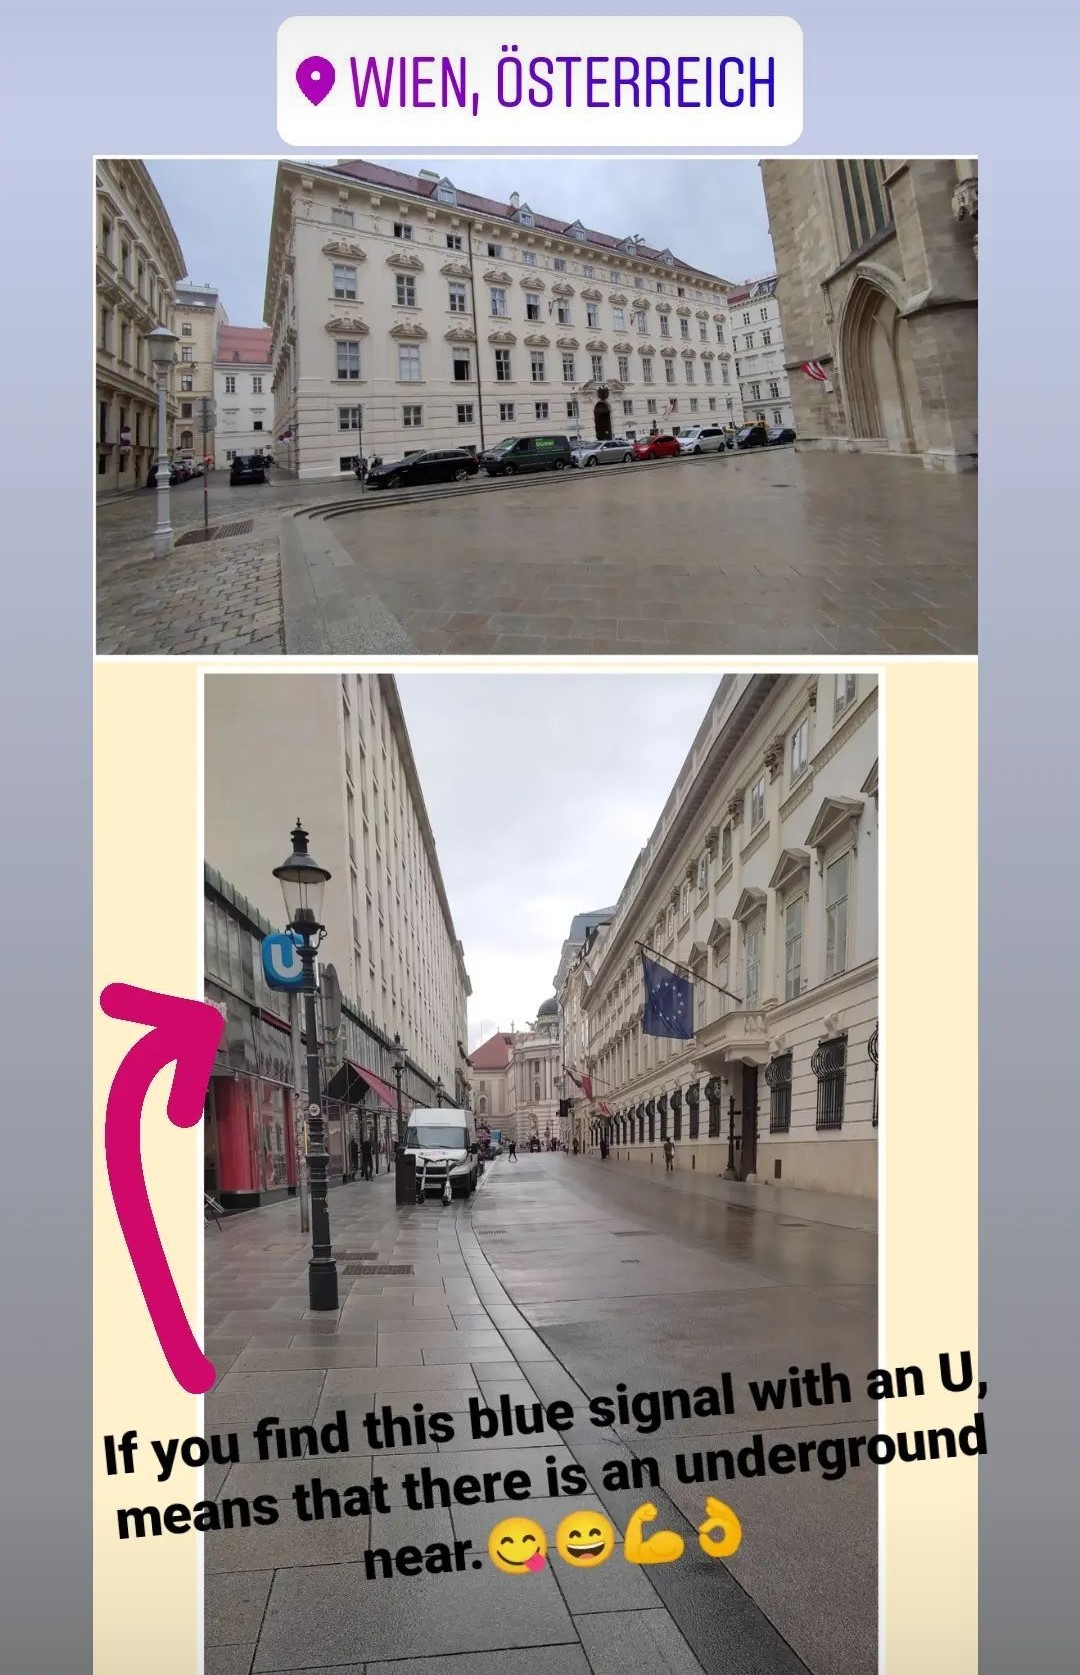 WIEN, ÖSTERREICH
U
If you find this blue signal with an U,
means that there is an underground
near.😋😄💪👌